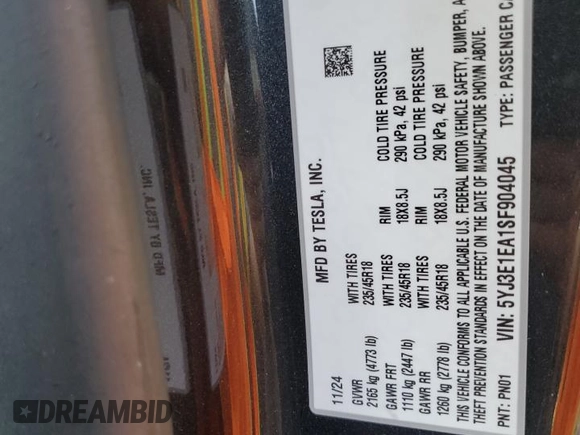 MFD BY TESLA, INC.
11/24
GVWR
2165 kg (4773 lb)
WITH TIRES
235/45R18
RIM
18X8.5J
COLD TIRE PRESSURE
290 kPa, 42 psi
GAWR FRT
1110 kg (2447 lb)
WITH TIRES
235/45R18
RIM
18X8.5J
COLD TIRE PRESSURE
290 kPa, 42 psi
GAWR RR
1260 kg (2778 lb)
THIS VEHICLE CONFORMS TO ALL APPLICABLE U.S. FEDERAL MOTOR VEHICLE SAFETY, BUMPER, A
THEFT PREVENTION STANDARDS IN EFFECT ON THE DATE OF MANUFACTURE SHOWN ABOVE.
PNT: PN01 VIN: 5YJ3E1EA1SF904045 TYPE: PASSENGER C
DREAMBID
MFD BY TESLA, INC.